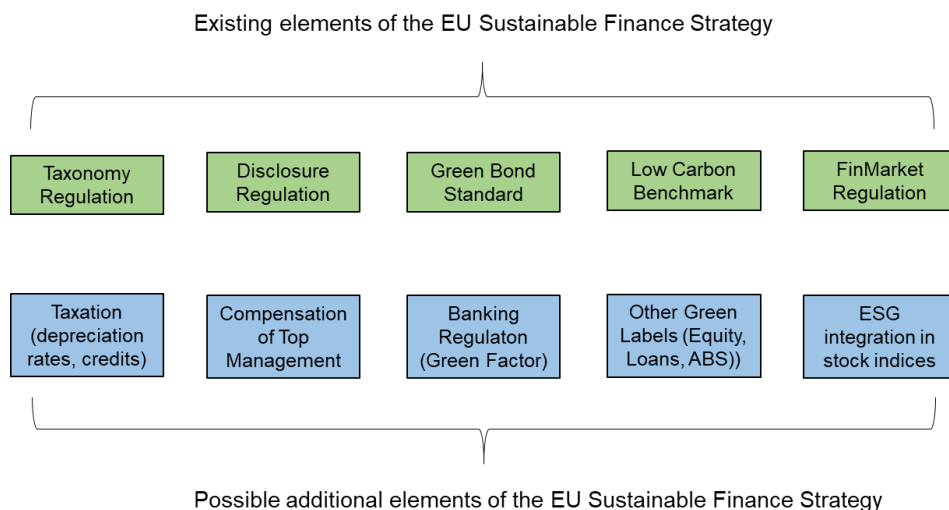 Existing elements of the EU Sustainable Finance Strategy
Taxonomy
Regulation
Disclosure
Regulation
Green Bond
Standard
Low Carbon
Benchmark
FinMarket
Regulation
Taxation
(depreciation
rates, credits)
Compensation
of Top
Management
Banking
Regulaton
(Green Factor)
Other Green
Labels (Equity,
Loans, ABS))
ESG
integration in
stock indices
Possible additional elements of the EU Sustainable Finance Strategy